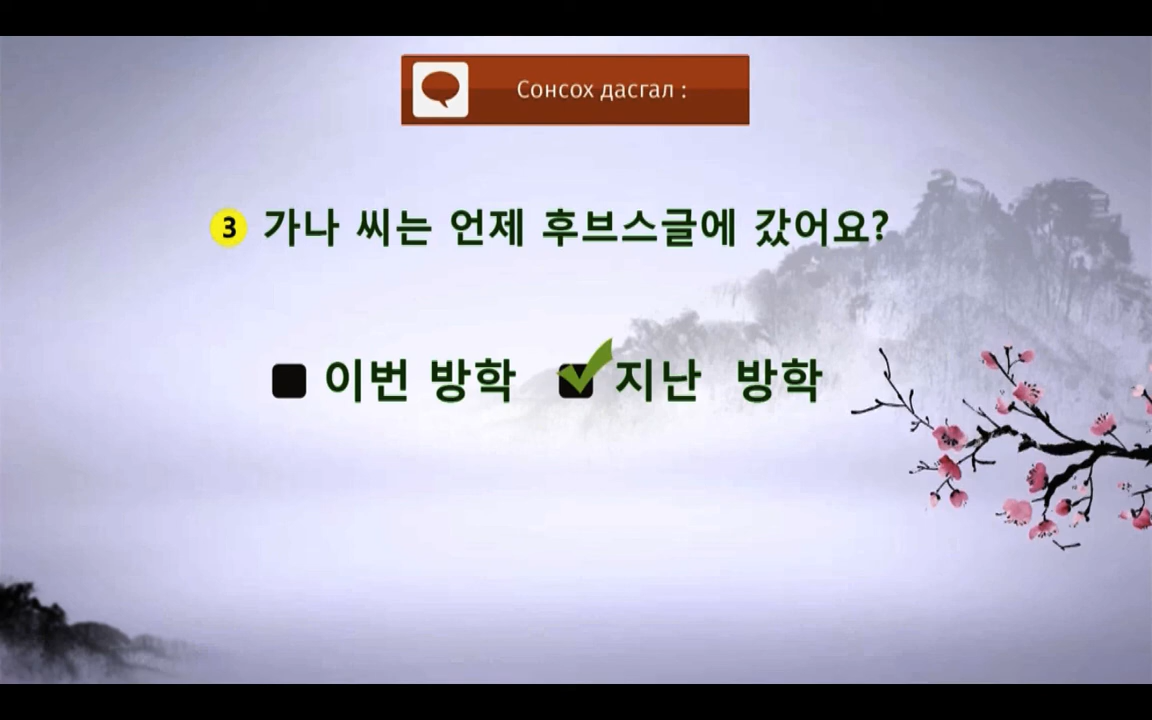 Сонсох дасгал :
3 가나 씨는 언제 후브스글에 갔어요?
이번 방학 지난 방학